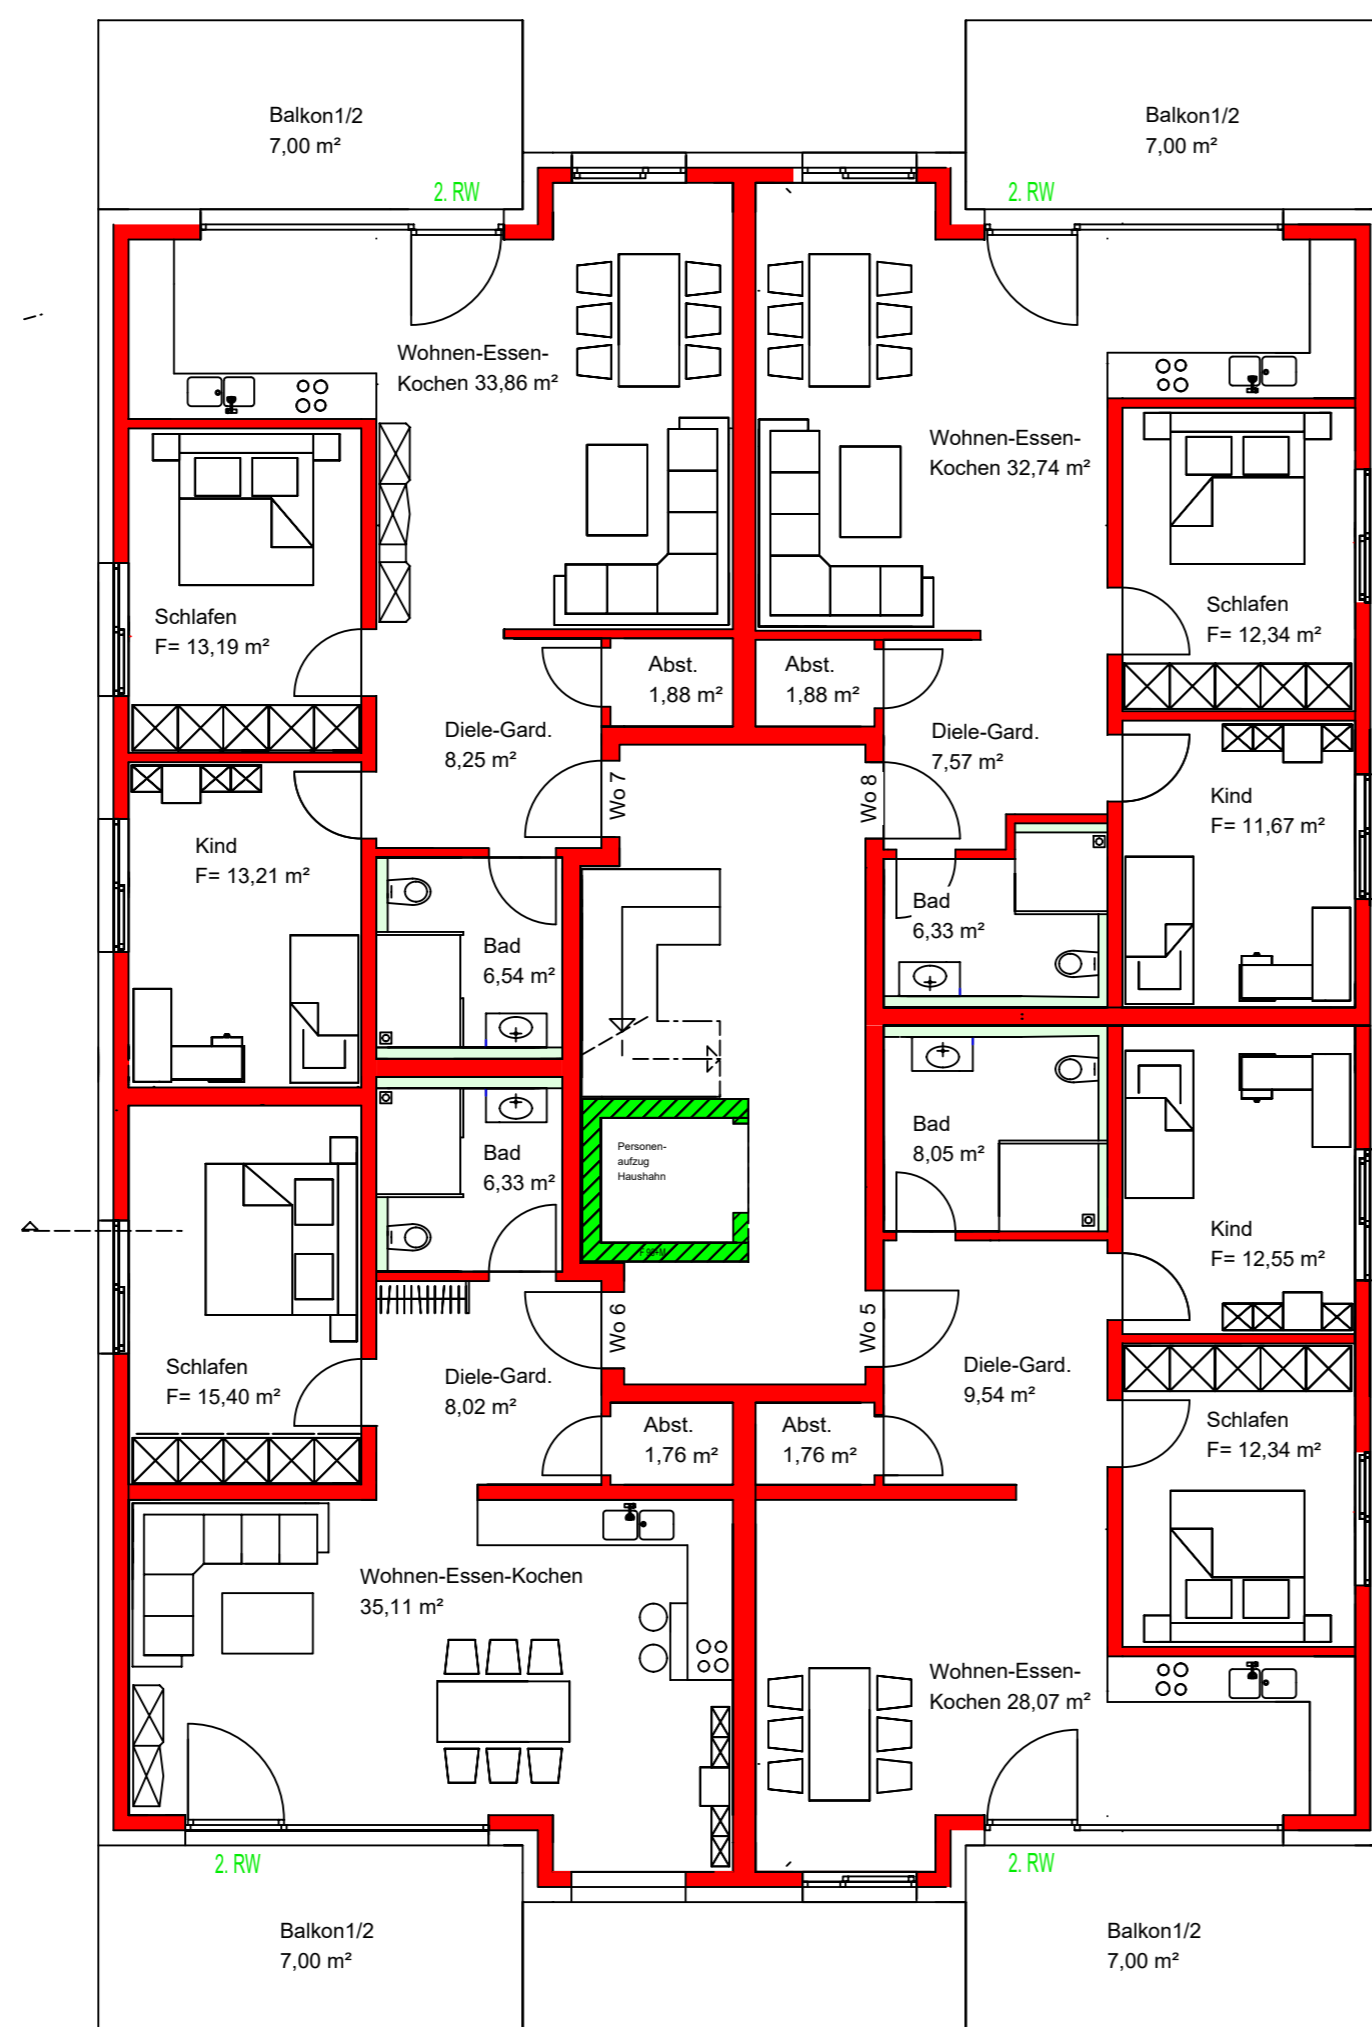 Balkon1/2
7,00 m²
Balkon1/2
7,00 m²
2. RW
2. RW
Wohnen-Essen-
Kochen 33,86 m²
Wohnen-Essen-
Kochen 32,74 m²
Schlafen
F= 13,19 m²
Schlafen
F= 12,34 m²
Abst.
1,88 m²
Abst.
1,88 m²
Diele-Gard.
8,25 m²
Diele-Gard.
7,57 m²
Wo 7
Wo 8
Kind
F= 13,21 m²
Kind
F= 11,67 m²
Bad
6,54 m²
Bad
6,33 m²
Bad
6,33 m²
Personen-
aufzug
Haushahn
Bad
8,05 m²
Kind
F= 12,55 m²
Wo 6
Wo 5
Schlafen
F= 15,40 m²
Diele-Gard.
8,02 m²
Diele-Gard.
9,54 m²
Abst.
1,76 m²
Abst.
1,76 m²
Schlafen
F= 12,34 m²
Wohnen-Essen-Kochen
35,11 m²
Wohnen-Essen-
Kochen 28,07 m²
2. RW
2. RW
Balkon1/2
7,00 m²
Balkon1/2
7,00 m²